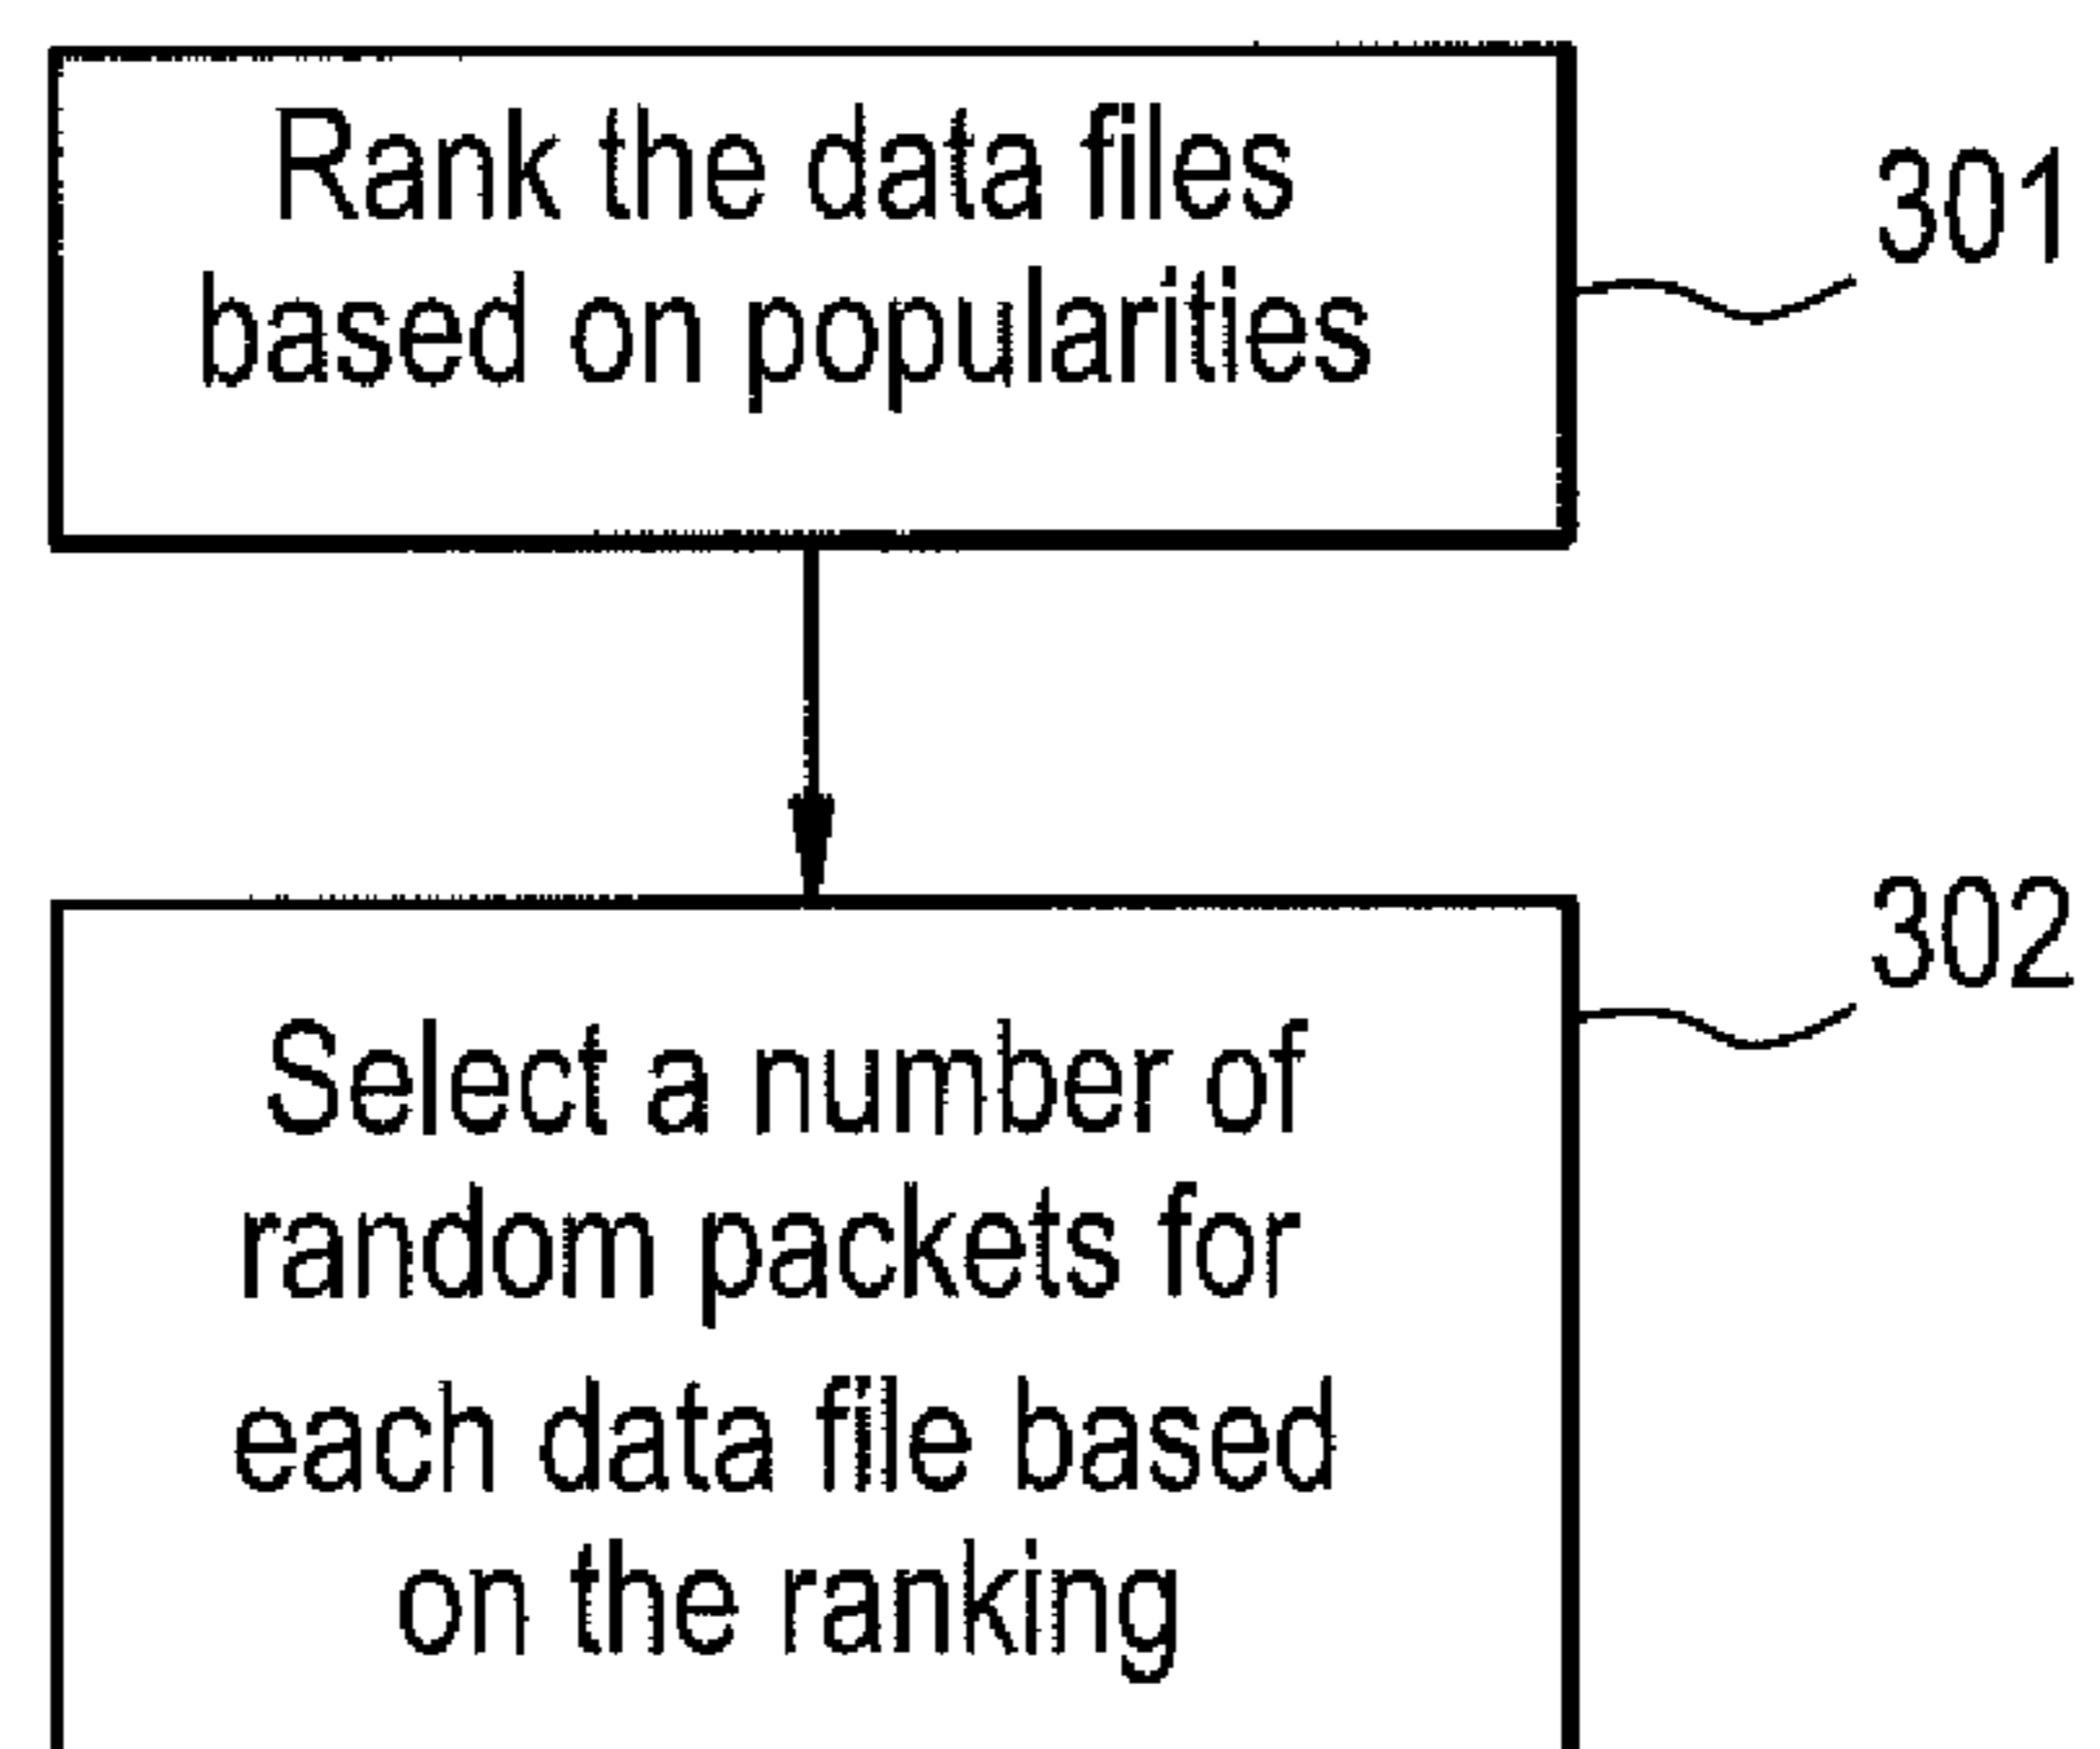 Rank the data files
based on popularities
301
302
Select a number of
random packets for
each data file based
on the ranking